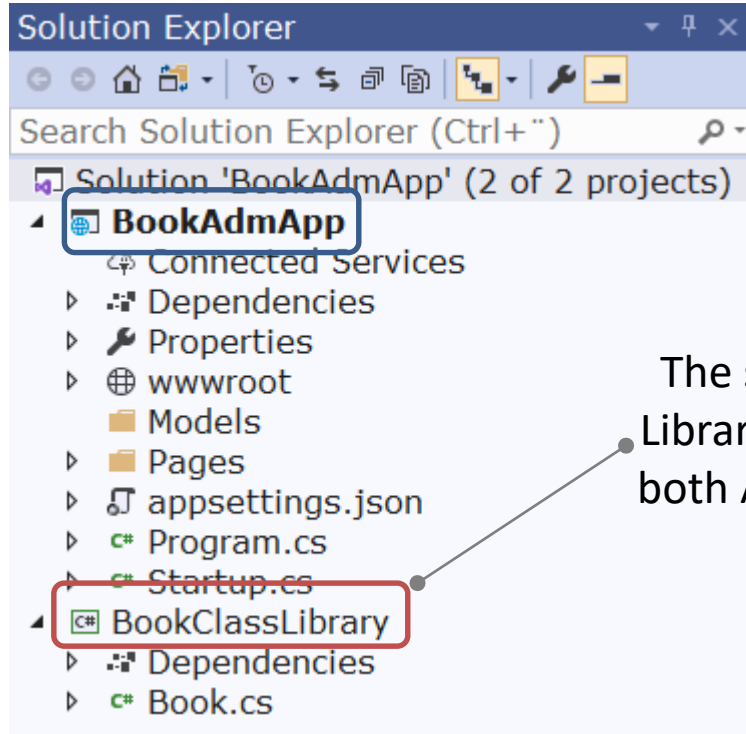 Solution Explorer
Search Solution Explorer (Ctrl+¨)
Solution 'BookAdmApp' (2 of 2 projects)
BookAdmApp
Connected Services
Dependencies
Properties
wwwroot
Models
Pages
appsettings.json
C# Program.cs
C# Startup.cs
C# BookClassLibrary
Dependencies
C# Book.cs
The
both